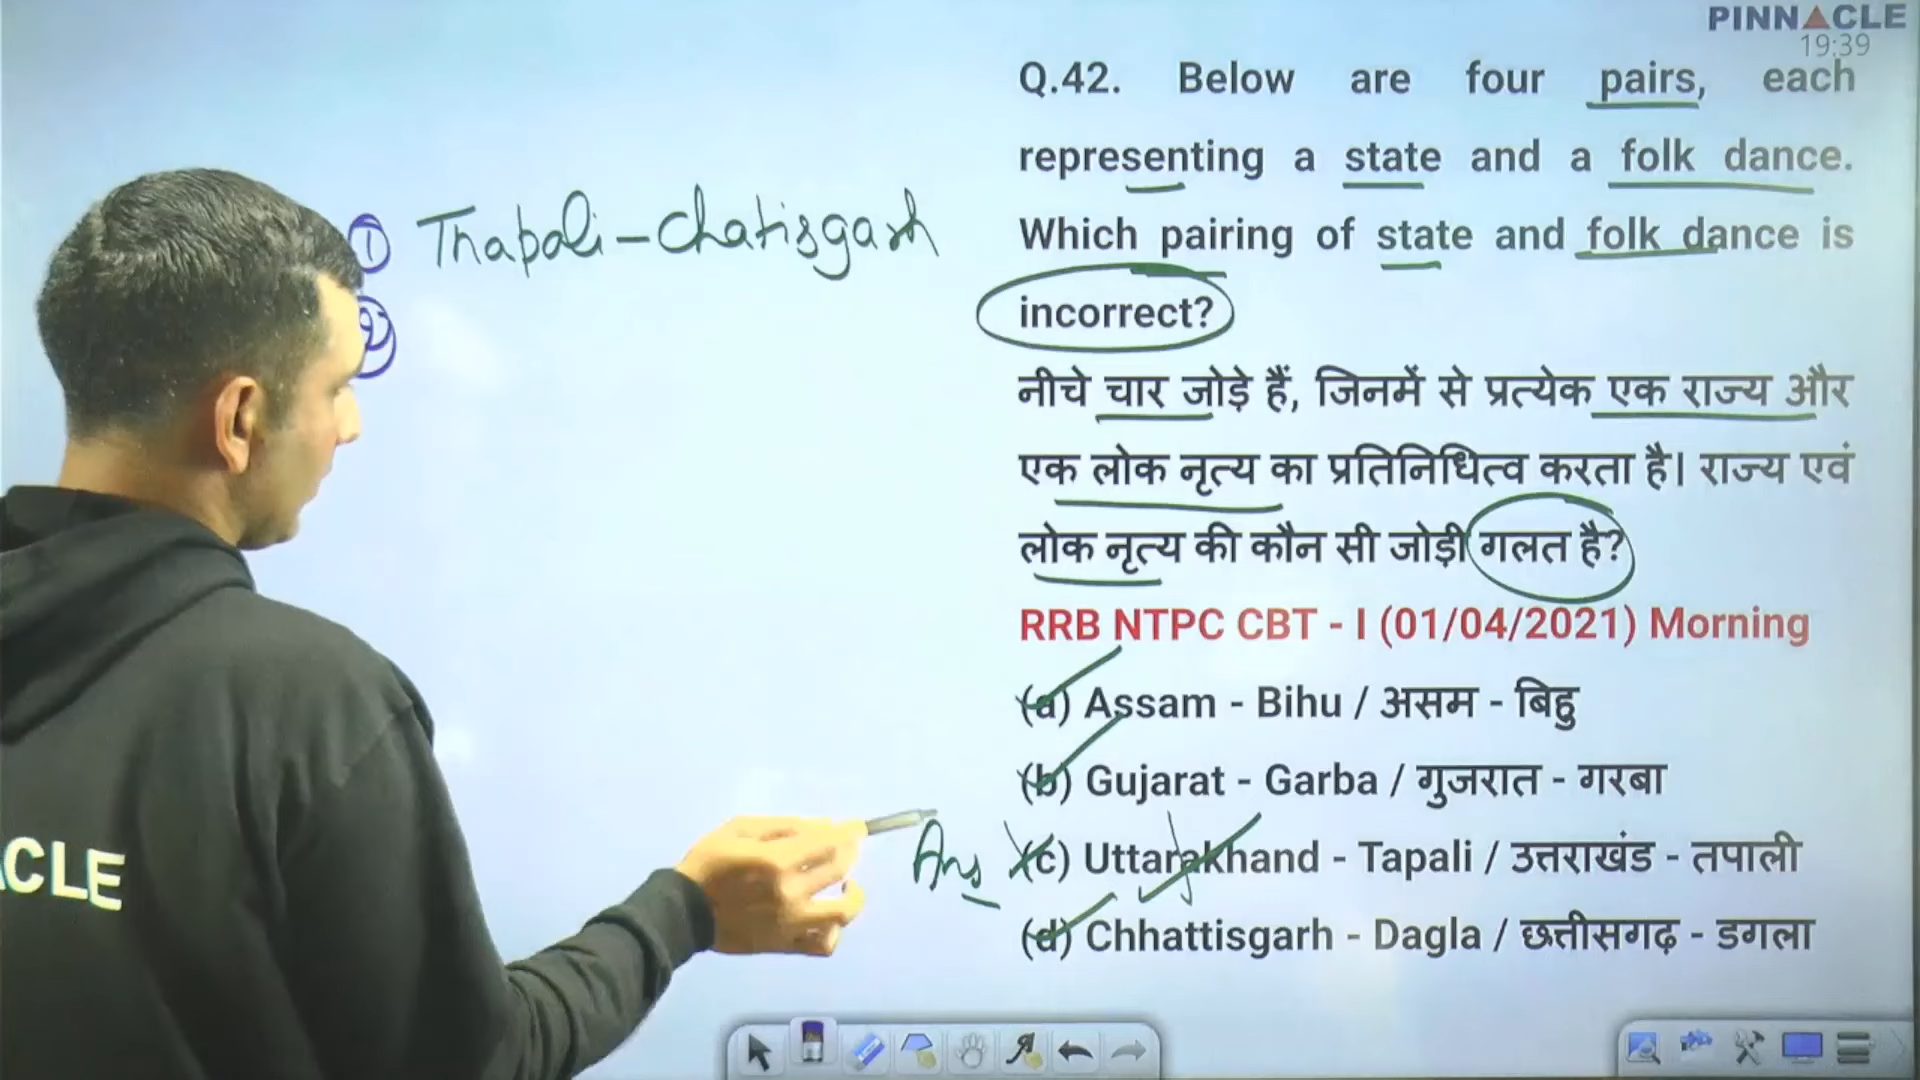 PINNACLE
19:39
Q.42. Below are four pairs, each
representing a state and a folk dance.
Which pairing of state and folk dance is
incorrect?
नीचे चार जोड़े हैं, जिनमें से प्रत्येक एक राज्य और
एक लोक नृत्य का प्रतिनिधित्व करता है। राज्य एवं
लोक नृत्य की कौन सी जोड़ी गलत है?
RRB NTPC CBT - I (01/04/2021) Morning
(a) Assam - Bihu / असम - बिहु
(b) Gujarat - Garba / गुजरात - गरबा
Ans (c) Uttarakhand - Tapali / उत्तराखंड - तपाली
(d) Chhattisgarh - Dagla / छत्तीसगढ़ - डगला
① Thapali - Chatisgarh
②
ACLE